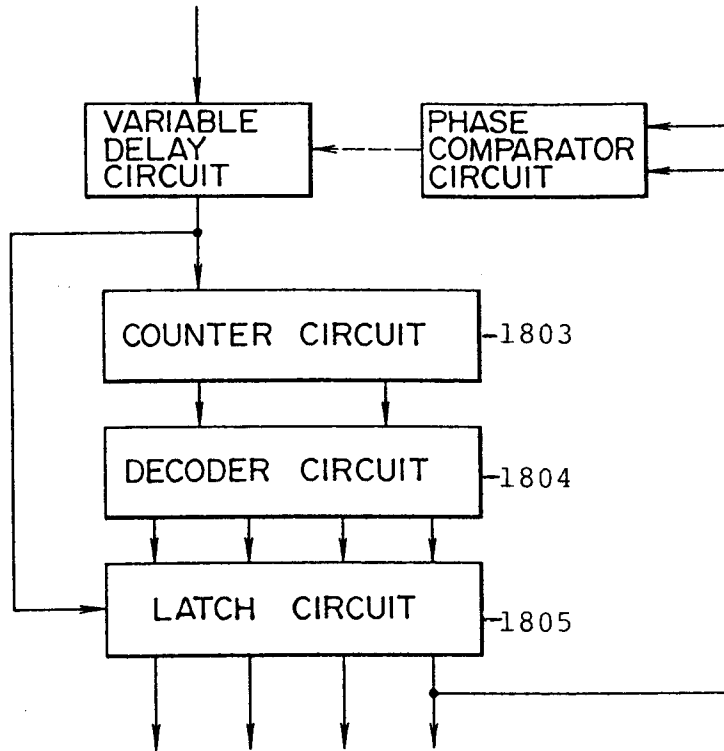 VARIABLE
DELAY
CIRCUIT
PHASE
COMPARATOR
CIRCUIT
COUNTER CIRCUIT
1803
DECODER CIRCUIT
1804
LATCH CIRCUIT
1805